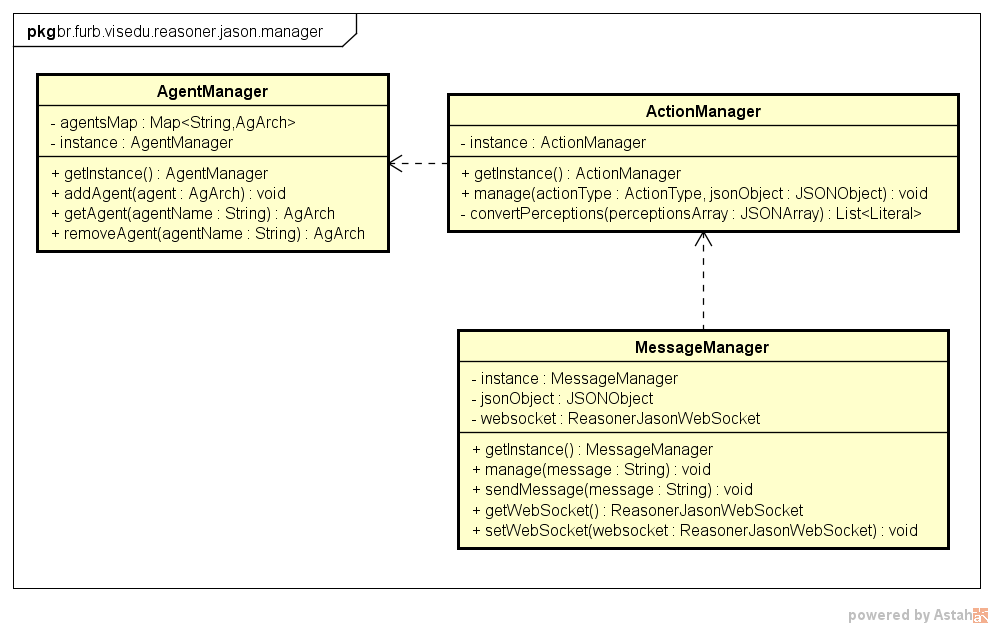 pkg br.furb.visedu.reasoner.jason.manager
AgentManager
- agentsMap : Map<String,AgArch>
- instance : AgentManager
+ getInstance() : AgentManager
+ addAgent(agent : AgArch) : void
+ getAgent(agentName : String) : AgArch
+ removeAgent(agentName : String) : AgArch
ActionManager
- instance : ActionManager
+ getInstance() : ActionManager
+ manage(actionType : ActionType, jsonObject : JSONObject) : void
- convertPerceptions(perceptionsArray : JSONArray) : List<Literal>
MessageManager
- instance : MessageManager
- jsonObject : JSONObject
- websocket : ReasonerJasonWebSocket
+ getInstance() : MessageManager
+ manage(message : String) : void
+ sendMessage(message : String) : void
+ getWebSocket() : ReasonerJasonWebSocket
+ setWebSocket(websocket : ReasonerJasonWebSocket) : void
powered by Astah